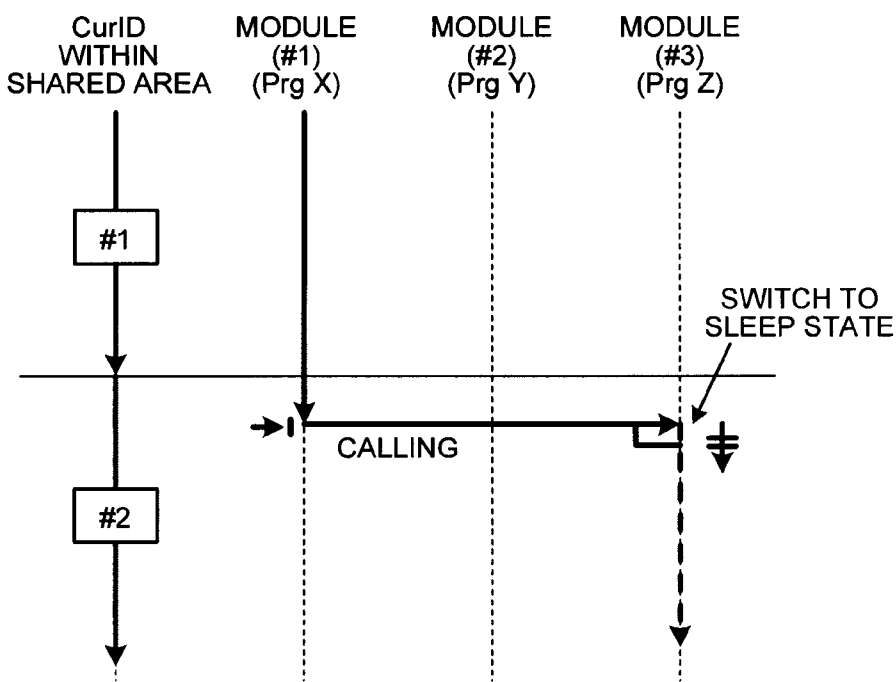 CurID
WITHIN
SHARED AREA
MODULE
(#1)
(Prg X)
MODULE
(#2)
(Prg Y)
MODULE
(#3)
(Prg Z)
#1
SWITCH TO
SLEEP STATE
CALLING
#2